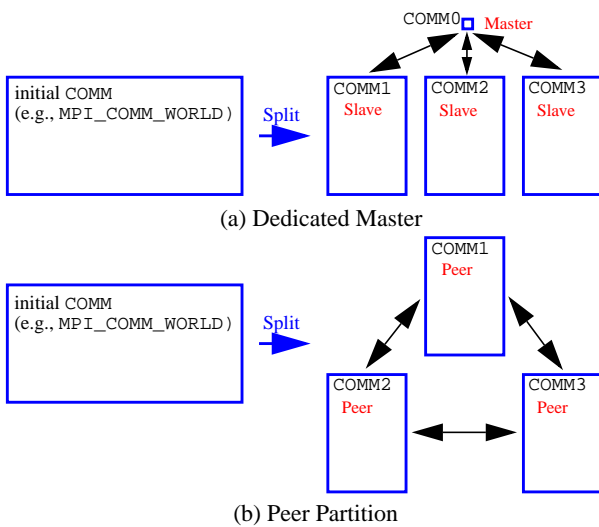 COMM0 Master
initial COMM
(e.g., MPI_COMM_WORLD)
Split
COMM1 COMM2 COMM3
Slave Slave Slave
(a) Dedicated Master
COMM1
Peer
initial COMM
(e.g., MPI_COMM_WORLD)
Split
COMM2 COMM3
Peer Peer
(b) Peer Partition